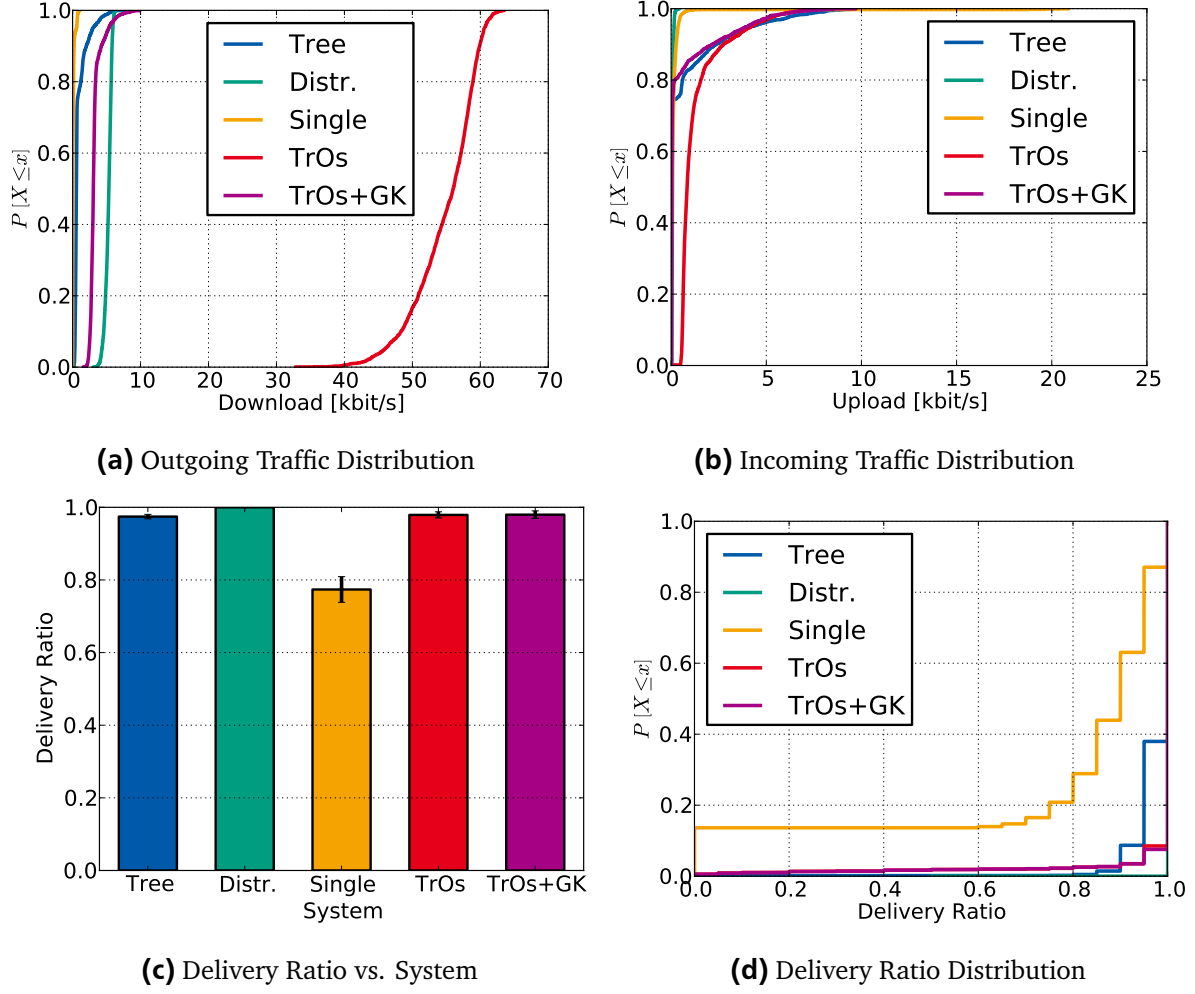 1.0
0.8
0.6
0.4
0.2
0.0
P [X ≤x]
Tree
Distr.
Single
TrOs
TrOs+GK
0 10 20 30 40 50 60 70
Download [kbit/s]
(a) Outgoing Traffic Distribution
1.0
0.8
0.6
0.4
0.2
0.0
P [X ≤x]
Tree
Distr.
Single
TrOs
TrOs+GK
0 5 10 15 20 25
Upload [kbit/s]
(b) Incoming Traffic Distribution
1.0
0.8
0.6
0.4
0.2
0.0
Delivery Ratio
Tree Distr. Single TrOs TrOs+GK
System
(c) Delivery Ratio vs. System
1.0
0.8
0.6
0.4
0.2
0.0
P [X ≤x]
Tree
Distr.
Single
TrOs
TrOs+GK
0.0 0.2 0.4 0.6 0.8 1.0
Delivery Ratio
(d) Delivery Ratio Distribution